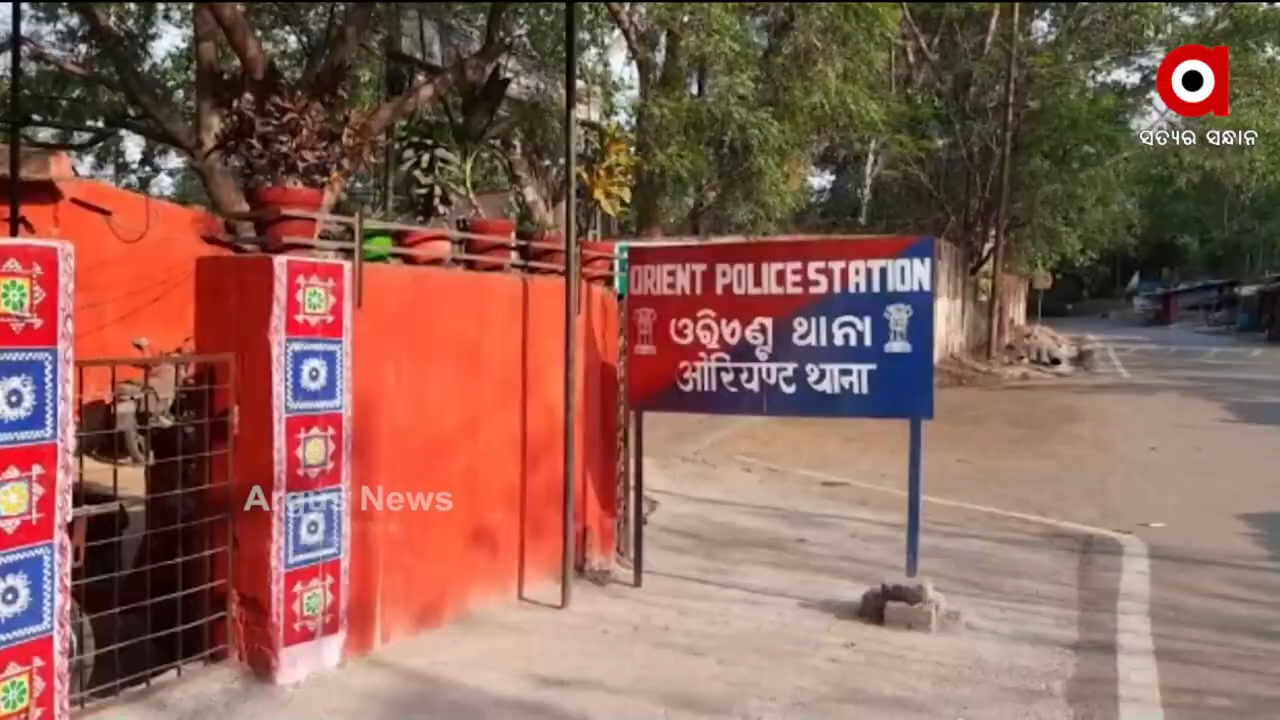 ସତ୍ୟର ସନ୍ଧାନ
ORIENT POLICE STATION
ଓରିଏଣ୍ଟ ଥାନା
ओरियण्ट थाना
Argus News